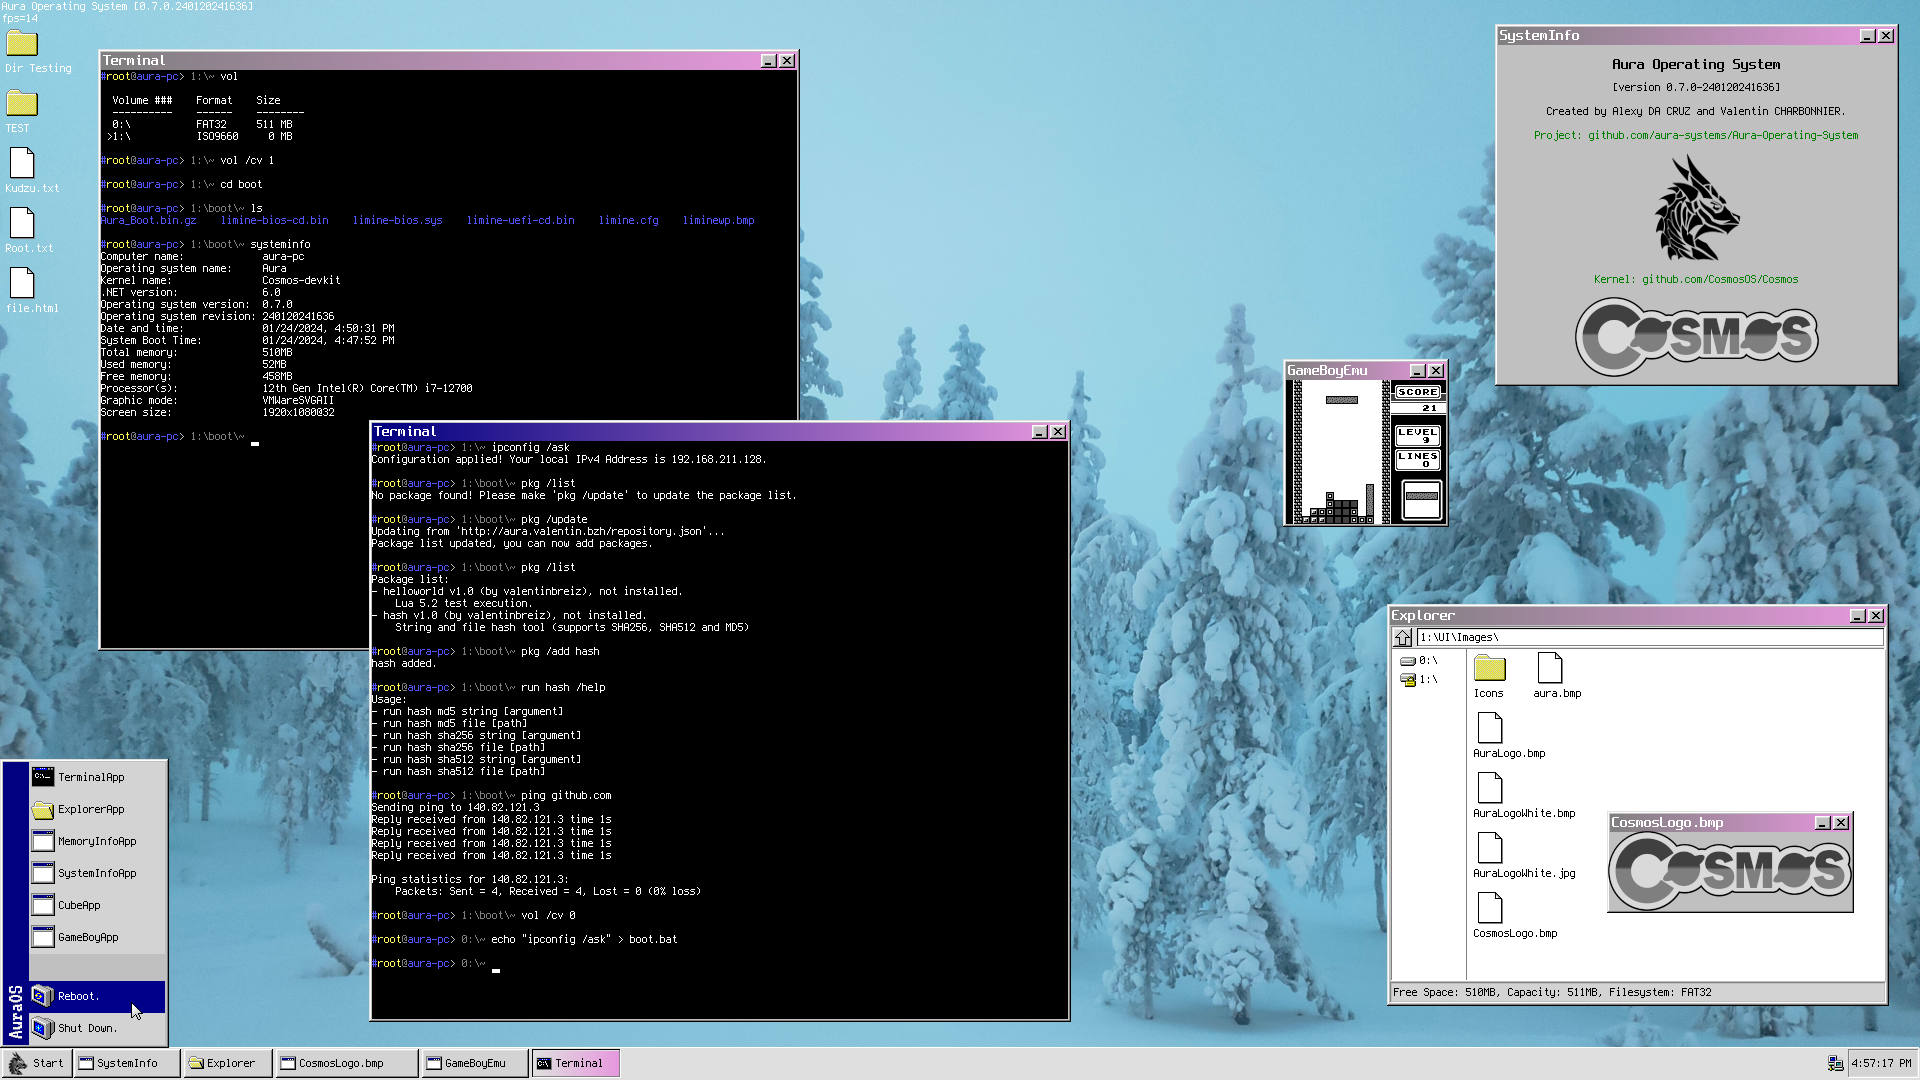 Aura Operating System [0.7.0.240120241636]
fps=14
Dir Testing
TEST
Kudzu.txt
Root.txt
file.html
Terminal
#root@aura-pc> 1:\~ vol
Volume ### Format Size
---------- ------ --------
0:\ FAT32 511 MB
>1:\ ISO9660 0 MB
#root@aura-pc> 1:\~ vol /cv 1
#root@aura-pc> 1:\~ cd boot
#root@aura-pc> 1:\boot\~ ls
Aura_Boot.bin.gz limine-bios-cd.bin limine-bios.sys limine-uefi-cd.bin limine.cfg liminewp.bmp
#root@aura-pc> 1:\boot\~ systeminfo
Computer name: aura-pc
Operating system name: Aura
Kernel name: Cosmos-devkit
.NET version: 6.0
Operating system version: 0.7.0
Operating system revision: 240120241636
Date and time: 01/24/2024, 4:50:31 PM
System Boot Time: 01/24/2024, 4:47:52 PM
Total memory: 510MB
Used memory: 52MB
Free memory: 458MB
Processor(s): 12th Gen Intel(R) Core(TM) i7-12700
Graphic mode: VMWareSVGAII
Screen size: 1920x1080@32
#root@aura-pc> 1:\boot\~
Terminal
#root@aura-pc> 1:\~ ipconfig /ask
Configuration applied! Your local IPv4 Address is 192.168.211.128.
#root@aura-pc> 1:\boot\~ pkg /list
No package found! Please make 'pkg /update' to update the package list.
#root@aura-pc> 1:\boot\~ pkg /update
Updating from 'http://aura.valentin.bzh/repository.json'...
Package list updated, you can now add packages.
#root@aura-pc> 1:\boot\~ pkg /list
Package list:
- helloworld v1.0 (by valentinbreiz), not installed.
Lua 5.2 test execution.
- hash v1.0 (by valentinbreiz), not installed.
String and file hash tool (supports SHA256, SHA512 and MD5)
#root@aura-pc> 1:\boot\~ pkg /add hash
hash added.
#root@aura-pc> 1:\boot\~ run hash /help
Usage:
- run hash md5 string [argument]
- run hash md5 file [path]
- run hash sha256 string [argument]
- run hash sha256 file [path]
- run hash sha512 string [argument]
- run hash sha512 file [path]
#root@aura-pc> 1:\boot\~ ping github.com
Sending ping to 140.82.121.3
Reply received from 140.82.121.3 time 1s
Reply received from 140.82.121.3 time 1s
Reply received from 140.82.121.3 time 1s
Reply received from 140.82.121.3 time 1s
Ping statistics for 140.82.121.3:
Packets: Sent = 4, Received = 4, Lost = 0 (0% loss)
#root@aura-pc> 1:\boot\~ vol /cv 0
#root@aura-pc> 0:\~ echo "ipconfig /ask" > boot.bat
#root@aura-pc> 0:\~
SystemInfo
Aura Operating System
[version 0.7.0-240120241636]
Created by Alexy DA CRUZ and Valentin CHARBONNIER.
Project: github.com/aura-systems/Aura-Operating-System
Kernel: github.com/CosmosOS/Cosmos
COSMOS
GameBoyEmu
SCORE
21
LEVEL
9
LINES
0
Explorer
1:\UI\Images\
0:\
1:\
Icons
aura.bmp
AuraLogo.bmp
AuraLogoWhite.bmp
AuraLogoWhite.jpg
CosmosLogo.bmp
Free Space: 510MB, Capacity: 511MB, Filesystem: FAT32
CosmosLogo.bmp
COSMOS
AuraOS
C:\_
TerminalApp
ExplorerApp
MemoryInfoApp
SystemInfoApp
CubeApp
GameBoyApp
Reboot.
Shut Down.
Start
SystemInfo
Explorer
CosmosLogo.bmp
GameBoyEmu
Terminal
4:57:17 PM